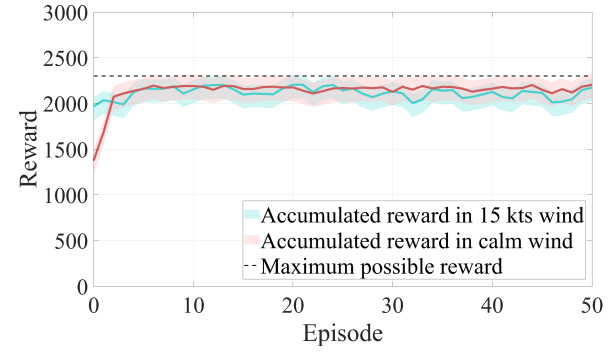 3000
2500
2000
1500
1000
500
0
Reward
Accumulated reward in 15 kts wind
Accumulated reward in calm wind
Maximum possible reward
0
10
20
30
40
50
Episode